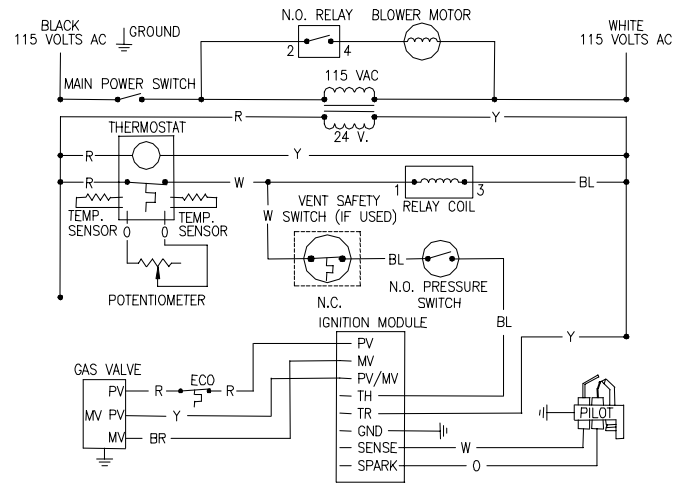 BLACK
115 VOLTS AC
GROUND
N.O. RELAY
BLOWER MOTOR
WHITE
115 VOLTS AC
2
4
MAIN POWER SWITCH
115 VAC
R
Y
24 V.
THERMOSTAT
R
Y
R
W
1
3
BL
RELAY COIL
TEMP.
SENSOR
TEMP.
SENSOR
W
VENT SAFETY
SWITCH (IF USED)
O
O
BL
N.O. PRESSURE
SWITCH
POTENTIOMETER
N.C.
BL
IGNITION MODULE
Y
GAS VALVE
PV
MV
PV/MV
TH
TR
GND
SENSE
SPARK
ECO
PV
R
R
MV PV
Y
MV
BR
PILOT
W
O